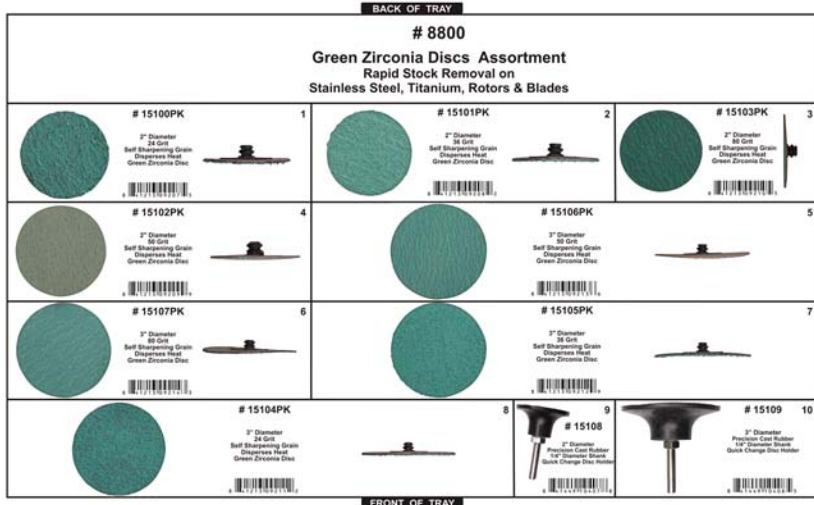 BACK OF TRAY
# 8800
Green Zirconia Discs Assortment
Rapid Stock Removal on
Stainless Steel, Titanium, Rotors & Blades
# 15100PK
1
2" Diameter
24 Grit
Self Sharpening Grain
Disperses Heat
Green Zirconia Disc
# 15101PK
2
2" Diameter
36 Grit
Self Sharpening Grain
Disperses Heat
Green Zirconia Disc
# 15103PK
3
2" Diameter
80 Grit
Self Sharpening Grain
Disperses Heat
Green Zirconia Disc
# 15102PK
4
2" Diameter
50 Grit
Self Sharpening Grain
Disperses Heat
Green Zirconia Disc
# 15106PK
5
3" Diameter
50 Grit
Self Sharpening Grain
Disperses Heat
Green Zirconia Disc
# 15107PK
6
3" Diameter
80 Grit
Self Sharpening Grain
Disperses Heat
Green Zirconia Disc
# 15105PK
7
3" Diameter
36 Grit
Self Sharpening Grain
Disperses Heat
Green Zirconia Disc
# 15104PK
8
3" Diameter
24 Grit
Self Sharpening Grain
Disperses Heat
Green Zirconia Disc
9
# 15108
2" Diameter
Precision Cast Rubber
1/4" Diameter Shank
Quick Change Disc Holder
# 15109
10
3" Diameter
Precision Cast Rubber
1/4" Diameter Shank
Quick Change Disc Holder
FRONT OF TRAY